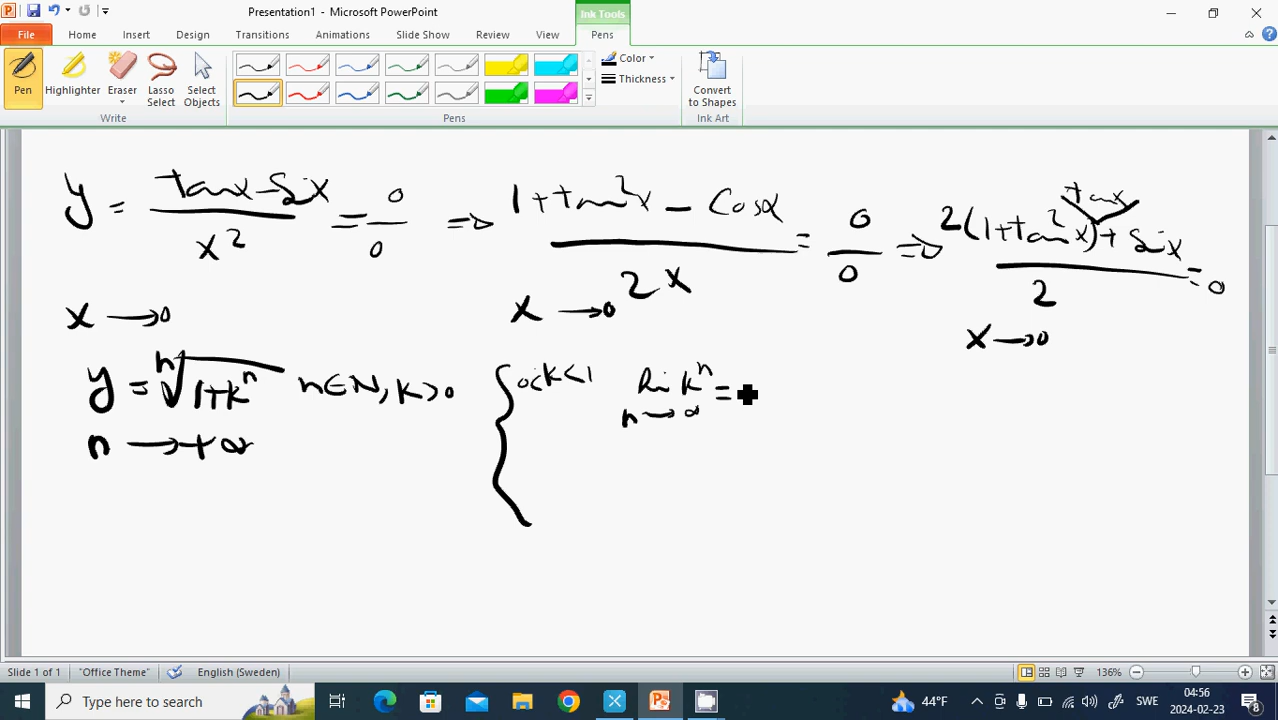 Presentation1 - Microsoft PowerPoint
Ink Tools
File Home Insert Design Transitions Animations Slide Show Review View Pens
Pen Highlighter Eraser Lasso Select Select Objects Color Thickness Convert to Shapes
Write Pens Ink Art
y = (tanx - Sinx)/x² = 0/0 => (1+tan²x - Cosx)/2x = 0/0 => (2(1+tan²x)tanx + Sinx)/2 = 0
x → 0 x → 0 x → 0
y = ⁿ√(1+kⁿ) n∈N, k>0 { 0<k<1 lim kⁿ =
n → +∞ n → ∞
Slide 1 of 1 "Office Theme" English (Sweden) 136%
Type here to search 44°F SWE 04:56
2024-02-23 8